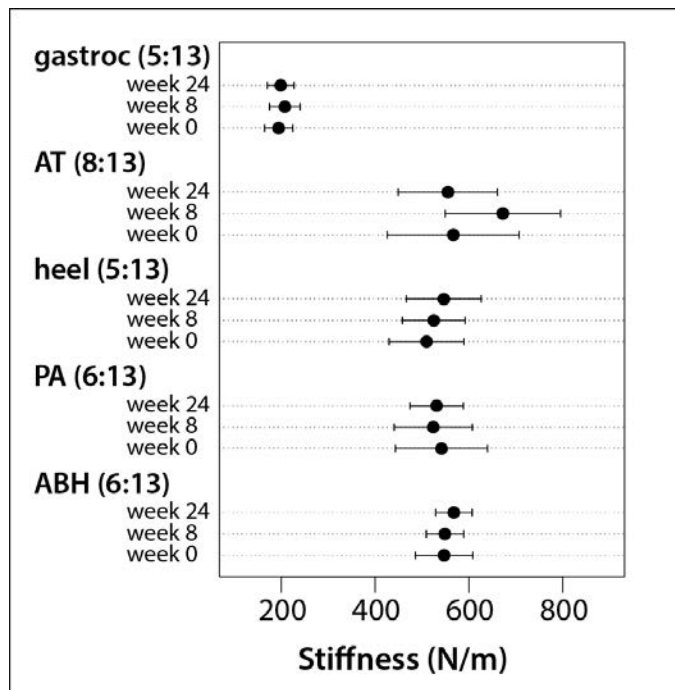 gastroc (5:13)
week 24
week 8
week 0
AT (8:13)
week 24
week 8
week 0
heel (5:13)
week 24
week 8
week 0
PA (6:13)
week 24
week 8
week 0
ABH (6:13)
week 24
week 8
week 0
200 400 600 800
Stiffness (N/m)